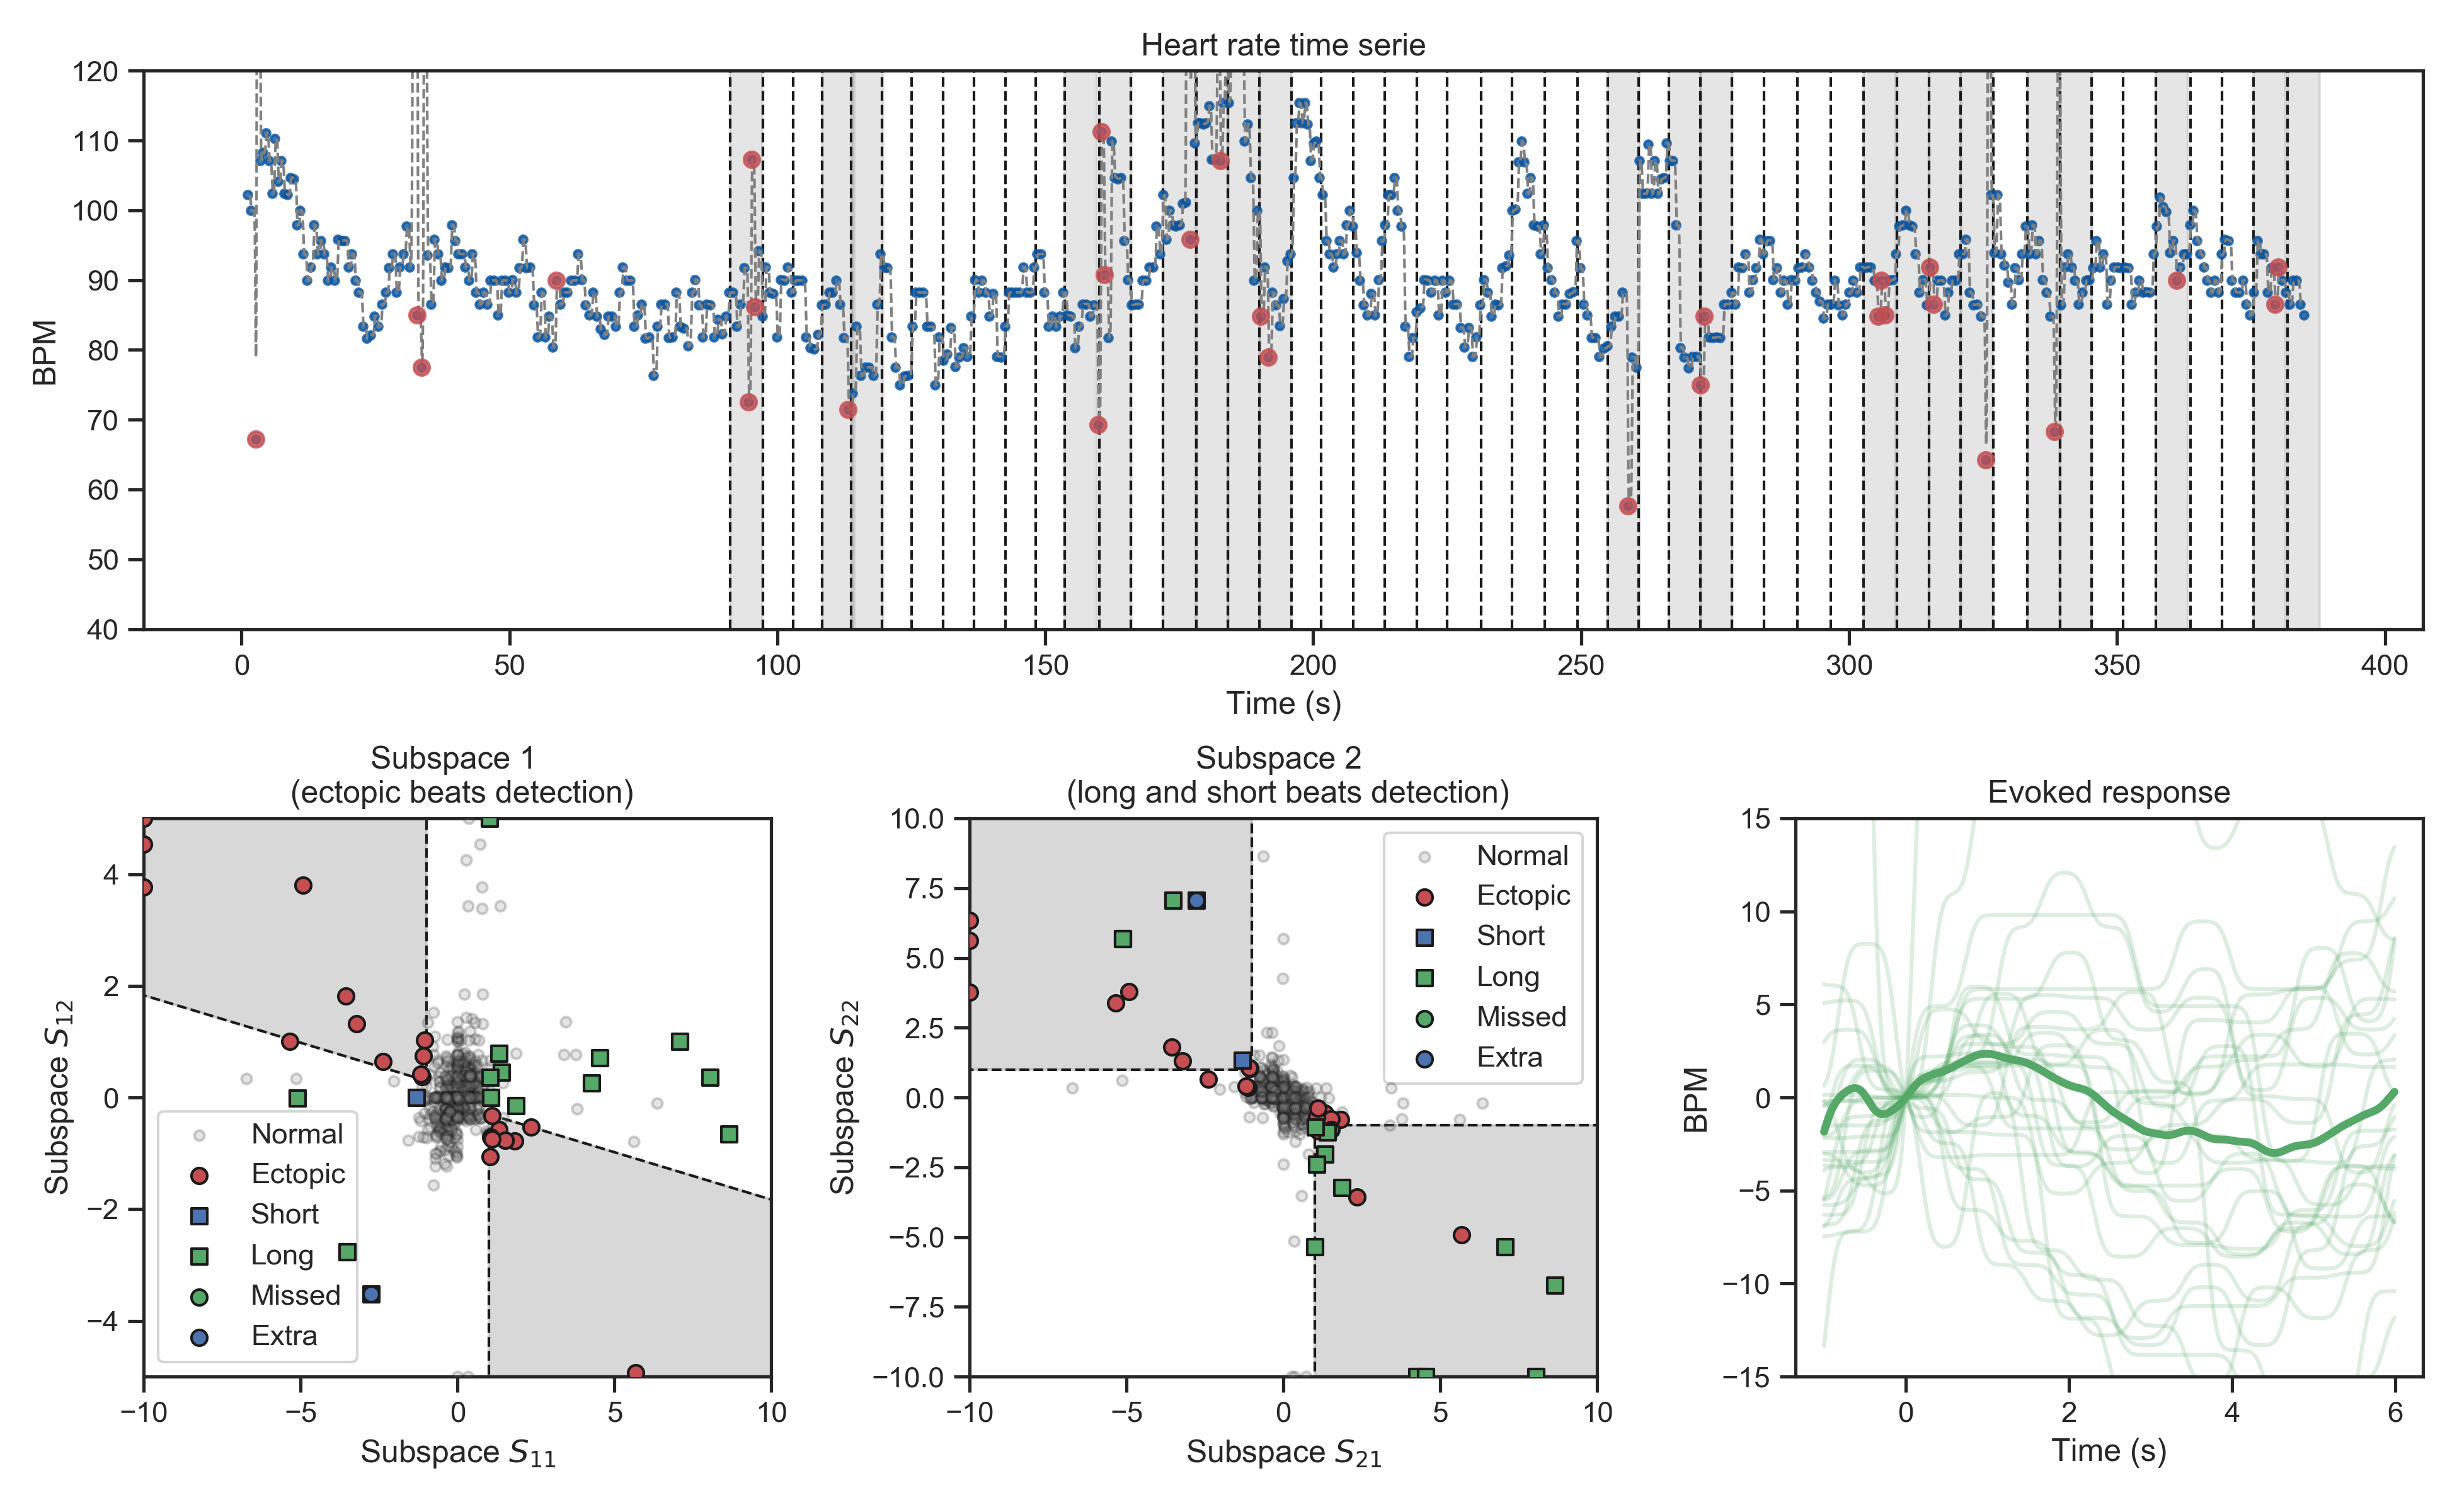 Heart rate time serie
120
110
100
90
80
70
60
50
40
BPM
0 50 100 150 200 250 300 350 400
Time (s)
Subspace 1
(ectopic beats detection)
4
2
0
−2
−4
Subspace S12
Normal
Ectopic
Short
Long
Missed
Extra
−10 −5 0 5 10
Subspace S11
Subspace 2
(long and short beats detection)
10.0
7.5
5.0
2.5
0.0
−2.5
−5.0
−7.5
−10.0
Subspace S22
Normal
Ectopic
Short
Long
Missed
Extra
−10 −5 0 5 10
Subspace S21
Evoked response
15
10
5
0
−5
−10
−15
BPM
0 2 4 6
Time (s)